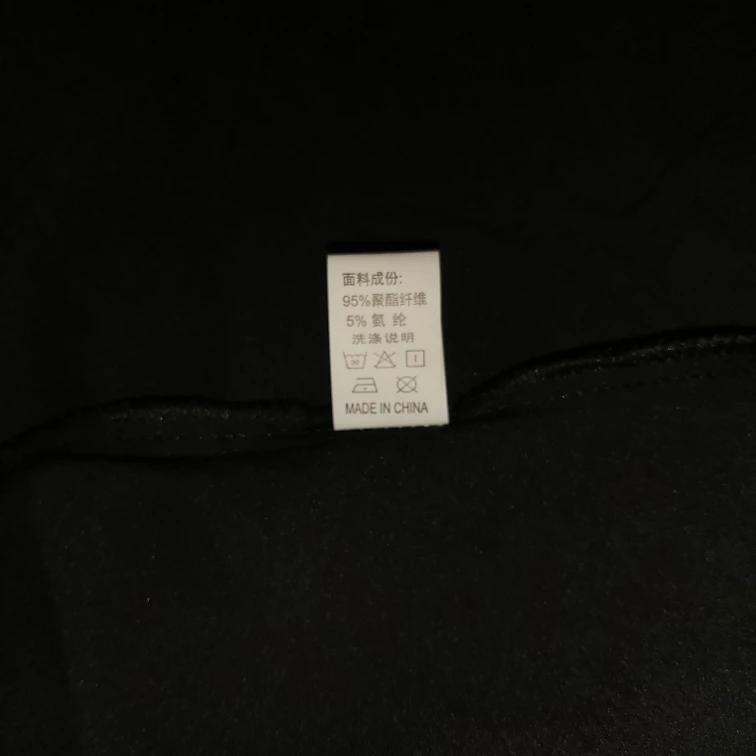 面料成份:
95%聚酯纤维
5% 氨 纶
洗涤说明
30
MADE IN CHINA